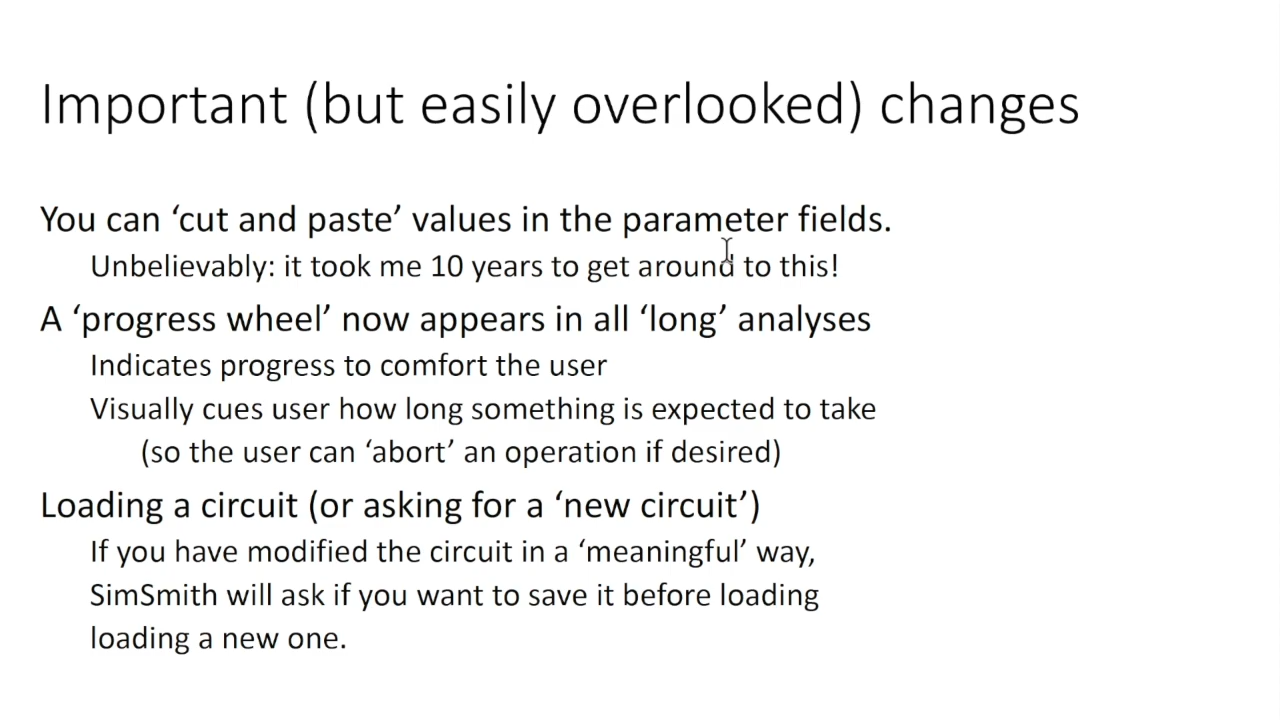 Important (but easily overlooked) changes
You can ‘cut and paste’ values in the parameter fields.
Unbelievably: it took me 10 years to get around to this!
A ‘progress wheel’ now appears in all ‘long’ analyses
Indicates progress to comfort the user
Visually cues user how long something is expected to take
(so the user can ‘abort’ an operation if desired)
Loading a circuit (or asking for a ‘new circuit’)
If you have modified the circuit in a ‘meaningful’ way,
SimSmith will ask if you want to save it before loading
loading a new one.